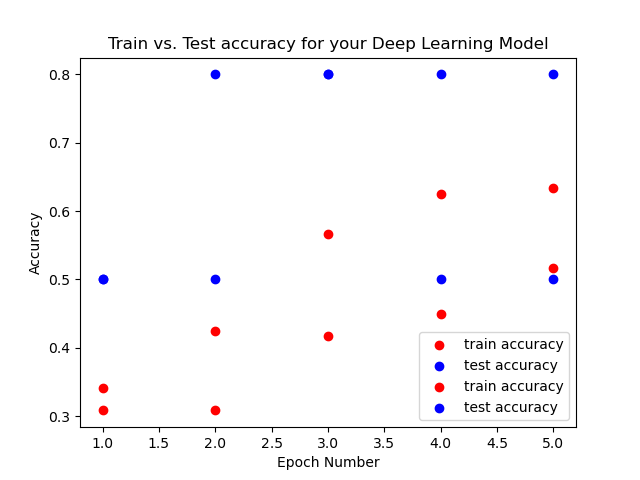 Train vs. Test accuracy for your Deep Learning Model
0.8
0.7
0.6
0.5
0.4
0.3
Accuracy
train accuracy
test accuracy
train accuracy
test accuracy
1.0 1.5 2.0 2.5 3.0 3.5 4.0 4.5 5.0
Epoch Number